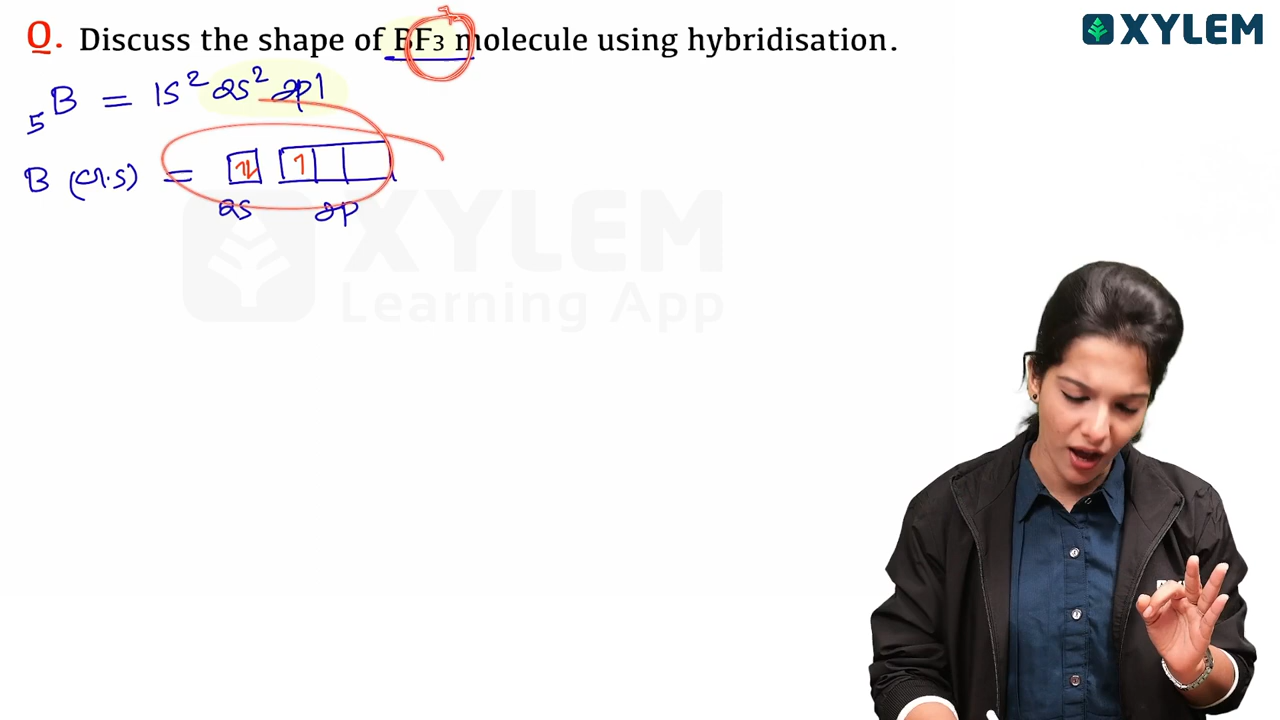 Q. Discuss the shape of BF₃ molecule using hybridisation.
XYLEM
₅B = 1S² 2S² 2p1
B (G.S) = 1L 1
2S 2P
XYLEM
Learning App